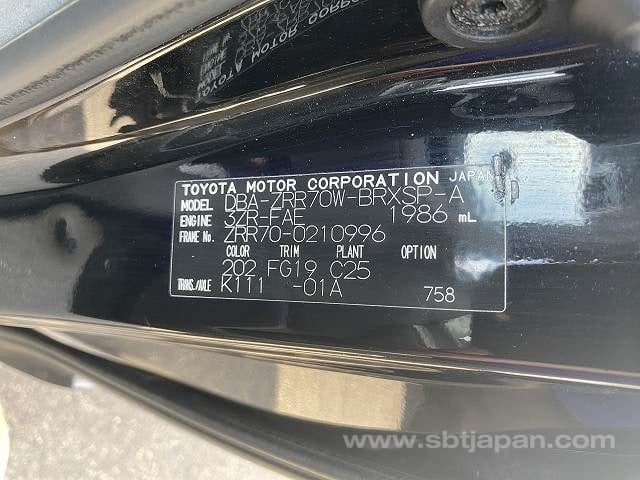 TOYOTA MOTOR CORPORATION JAPAN
MODEL DBA-ZRR70W-BRXSP-A
ENGINE 3ZR-FAE 1986 mL
FRAME No. ZRR70-0210996
COLOR TRIM PLANT OPTION
202 FG19 C25
TRANS./AXLE K111 -01A 758
www.sbtjapan.com